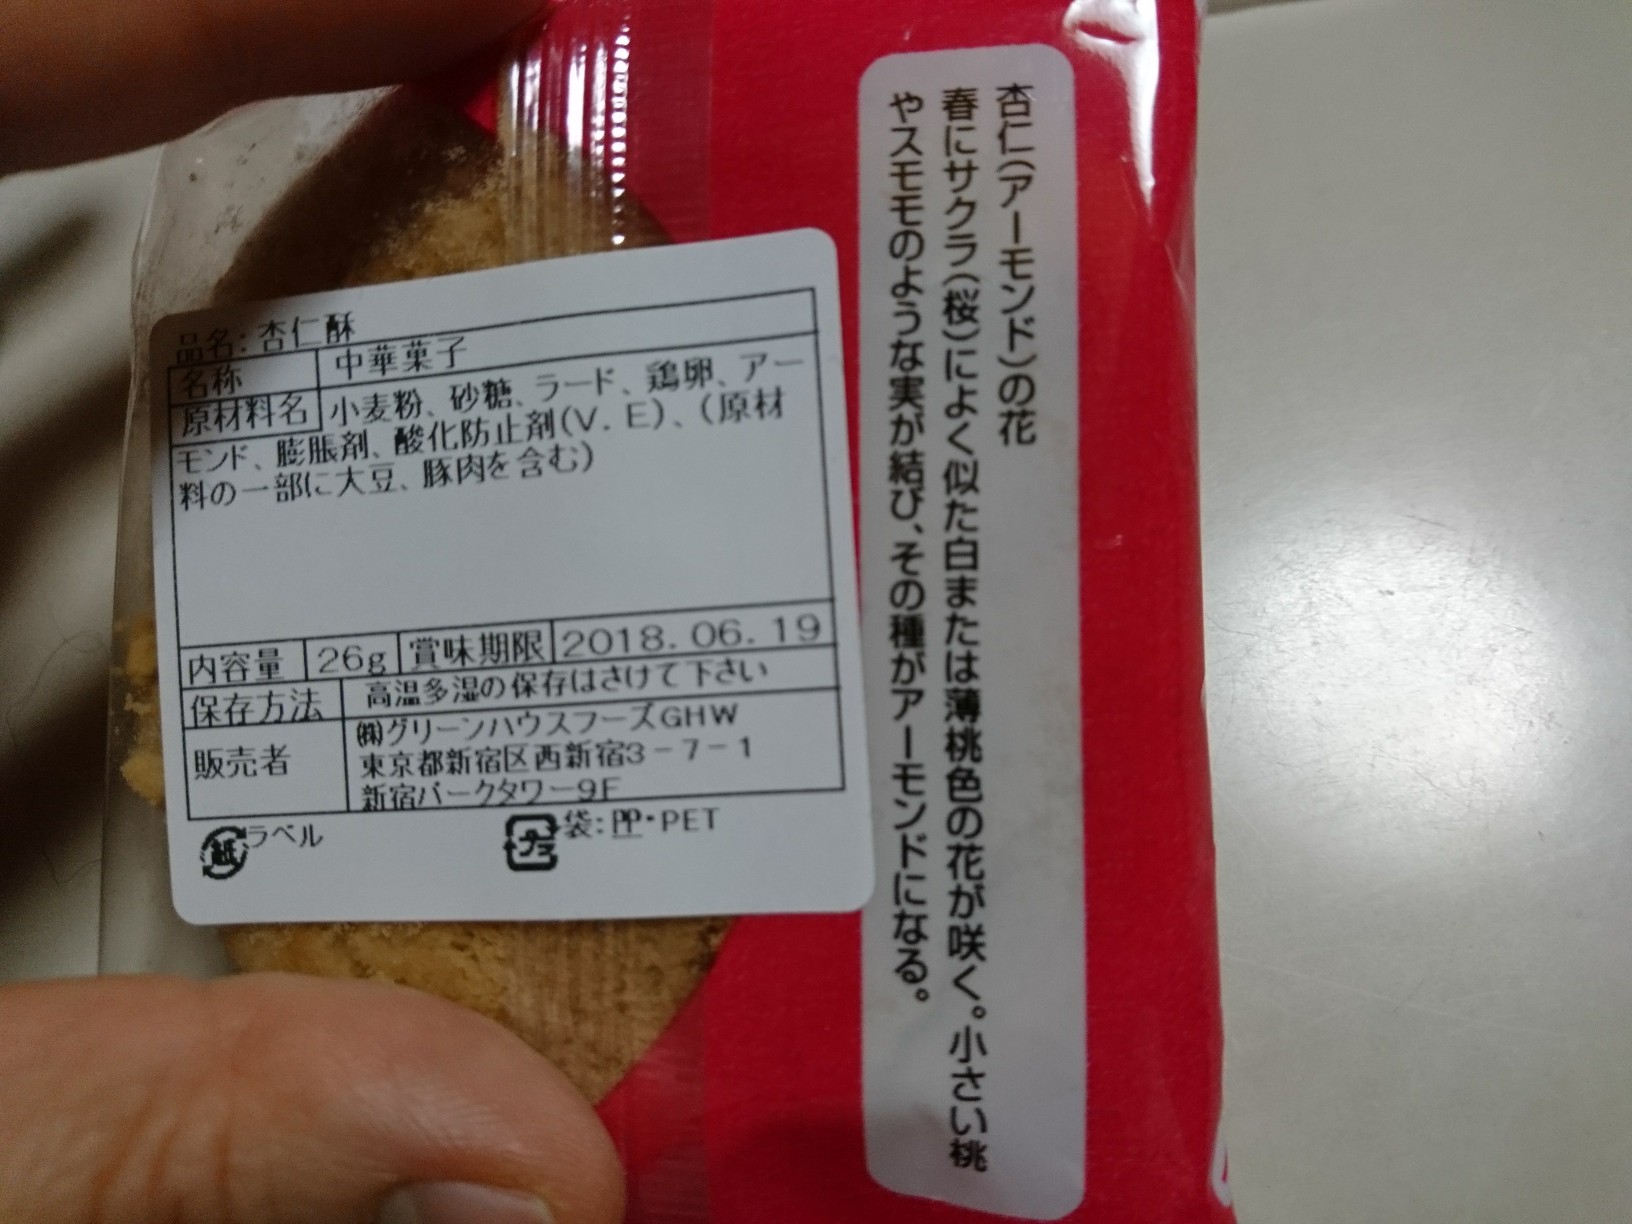 品名:杏仁酥
名称 中華菓子
原材料名 小麦粉、砂糖、ラード、鶏卵、アー
モンド、膨脹剤、酸化防止剤(V.E)、(原材
料の一部に大豆、豚肉を含む)
内容量 26g 賞味期限 2018.06.19
保存方法 高温多湿の保存はさけて下さい
販売者 ㈱グリーンハウスフーズGHW
東京都新宿区西新宿3-7-1
新宿パークタワー9F
紙 ラベル プラ 袋:PP・PET
杏仁(アーモンド)の花
春にサクラ(桜)によく似た白または薄桃色の花が咲く。小さい桃
やスモモのような実が結び、その種がアーモンドになる。